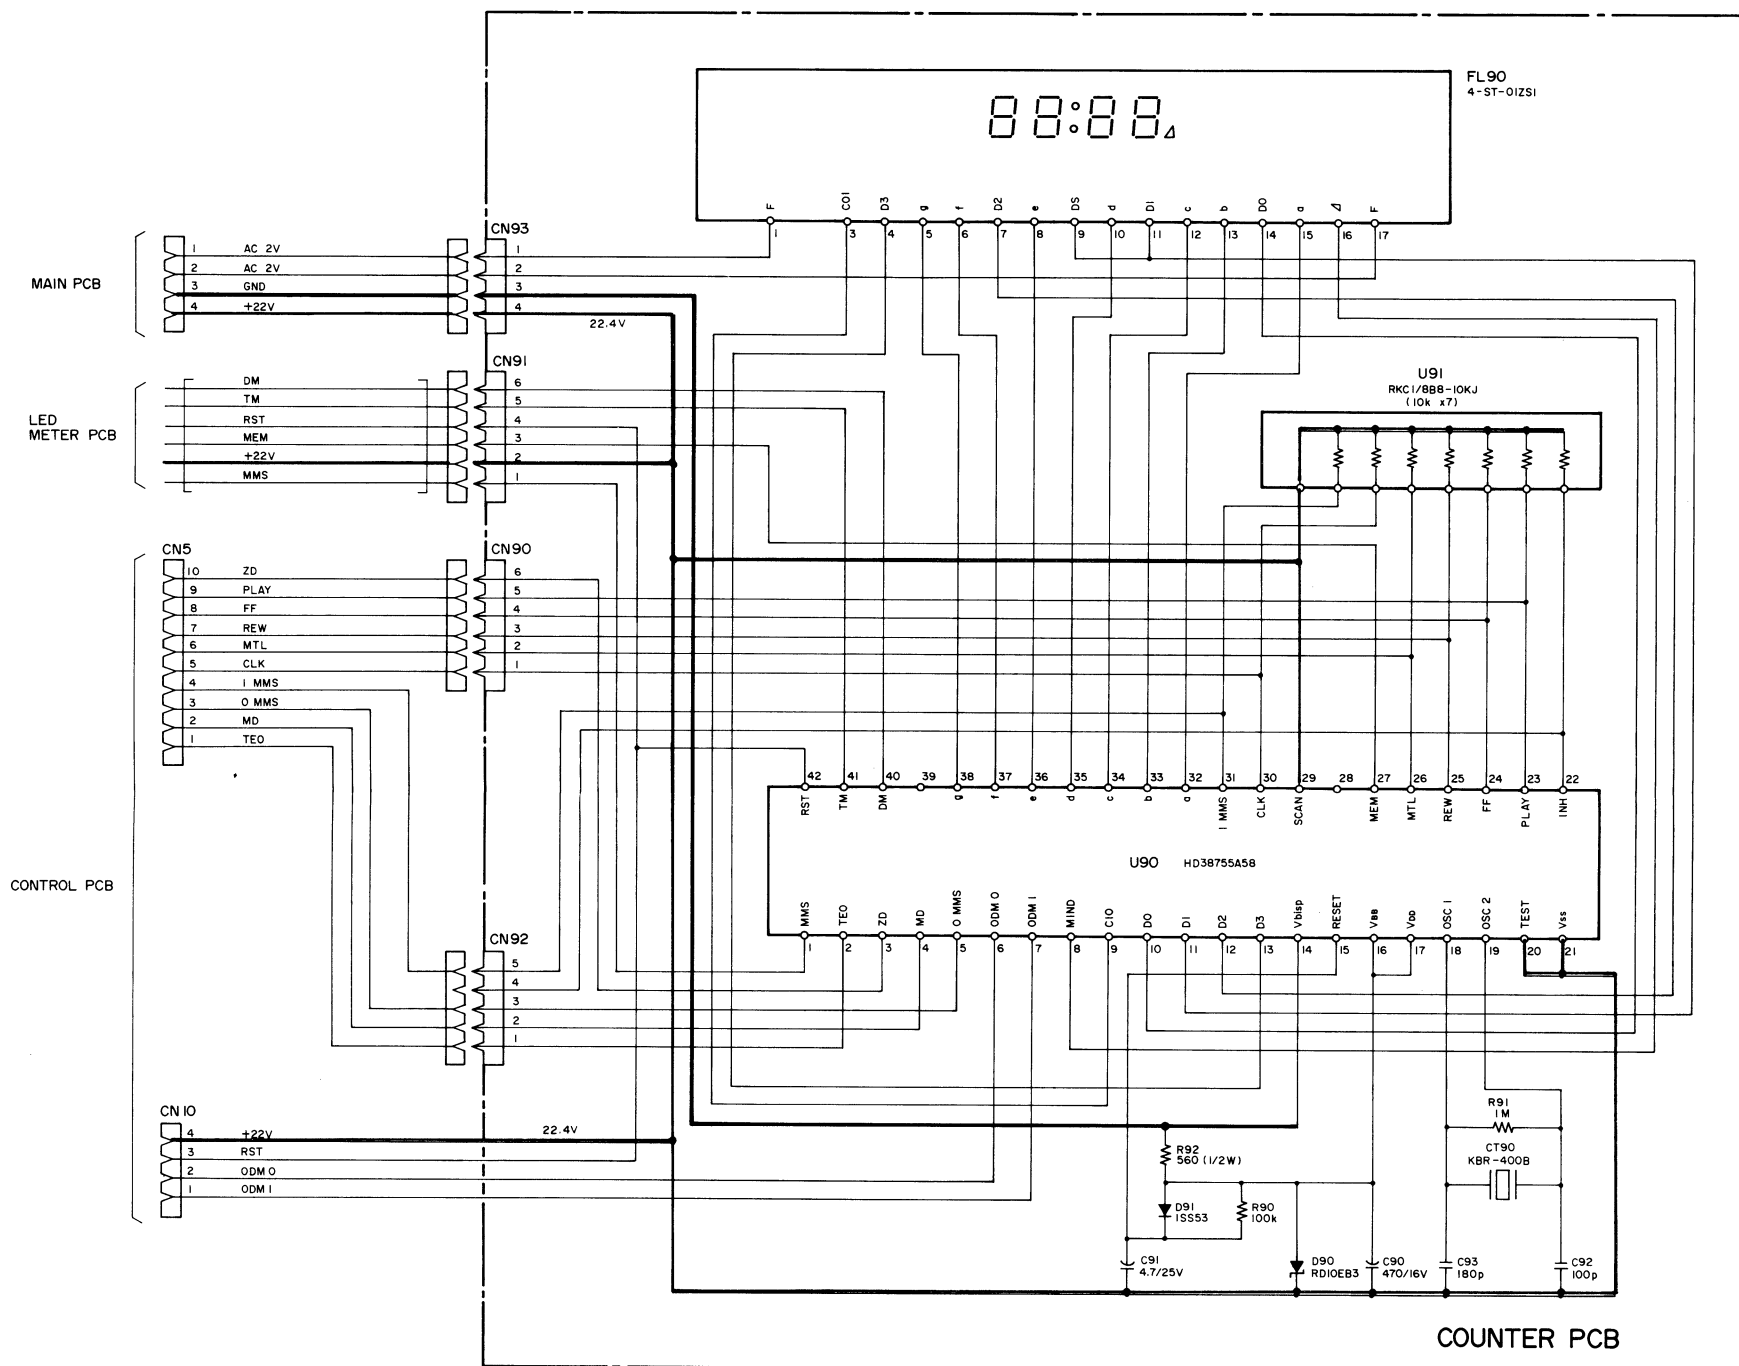 FL90
4-ST-01ZS1
F CO1 D3 g f D2 e DS d D1 c b D0 a ⊿ F
1 3 4 5 6 7 8 9 10 11 12 13 14 15 16 17
MAIN PCB
CN93
1 AC 2V 1
2 AC 2V 2
3 GND 3
4 +22V 4
22.4V
LED
METER PCB
CN91
DM 6
TM 5
RST 4
MEM 3
+22V 2
MMS 1
U91
RKC1/8B8-10KJ
(10k x7)
CONTROL PCB
CN5
CN90
10 ZD 6
9 PLAY 5
8 FF 4
7 REW 3
6 MTL 2
5 CLK 1
4 I MMS
3 O MMS
2 MD
1 TEO
42 41 40 39 38 37 36 35 34 33 32 31 30 29 28 27 26 25 24 23 22
RST TM DM g f e d c b a I MMS CLK SCAN MEM MTL REW FF PLAY INH
U90 HD38755A58
MMS TEO ZD MD O MMS ODM 0 ODM 1 MIND C10 D0 D1 D2 D3 Vbisp RESET VBB VDD OSC 1 OSC 2 TEST Vss
1 2 3 4 5 6 7 8 9 10 11 12 13 14 15 16 17 18 19 20 21
CN92
5
4
3
2
1
CN10
4 +22V
22.4V
3 RST
2 ODM 0
1 ODM 1
R92
560 (1/2W)
D91
1SS53
R90
100k
C91
4.7/25V
D90
RD10EB3
C90
470/16V
R91
1M
CT90
KBR-400B
C93
180p
C92
100p
COUNTER PCB